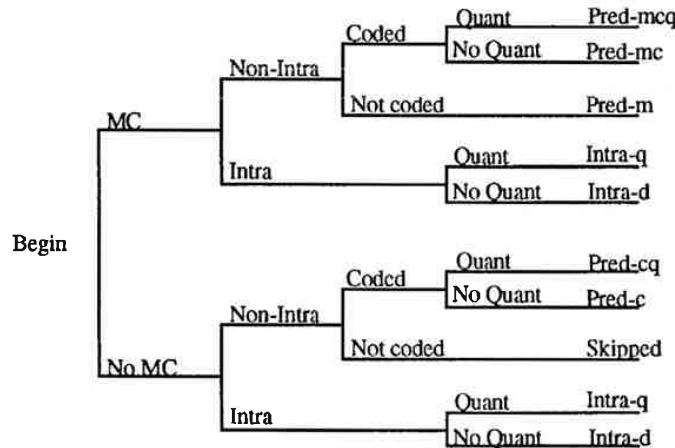 Quant Pred-mcq
Coded
No Quant Pred-mc
Non-Intra
Not coded Pred-m
MC
Quant Intra-q
Intra
No Quant Intra-d
Begin
Quant Pred-cq
Coded
No Quant Pred-c
Non-Intra
Not coded Skipped
No MC
Quant Intra-q
Intra
No Quant Intra-d